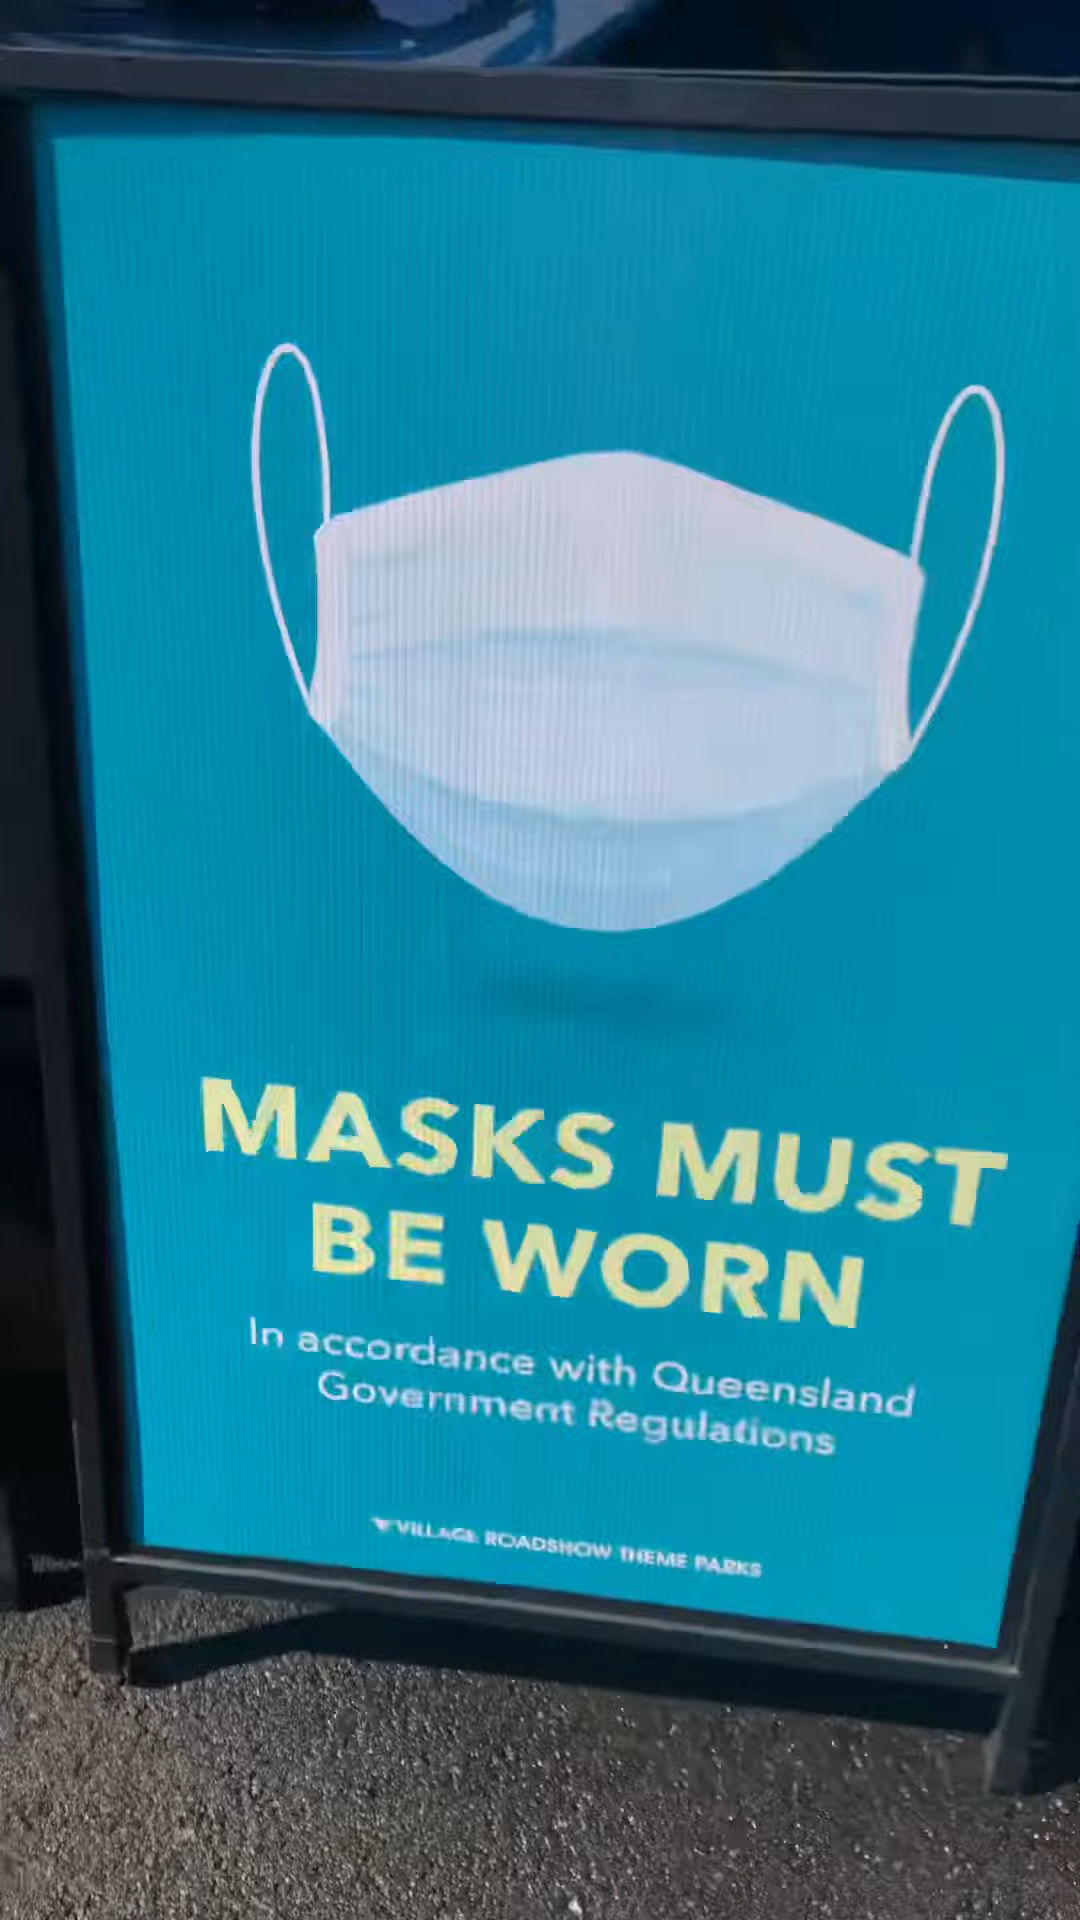 MASKS MUST
BE WORN
In accordance with Queensland
Government Regulations
VILLAGE ROADSHOW THEME PARKS